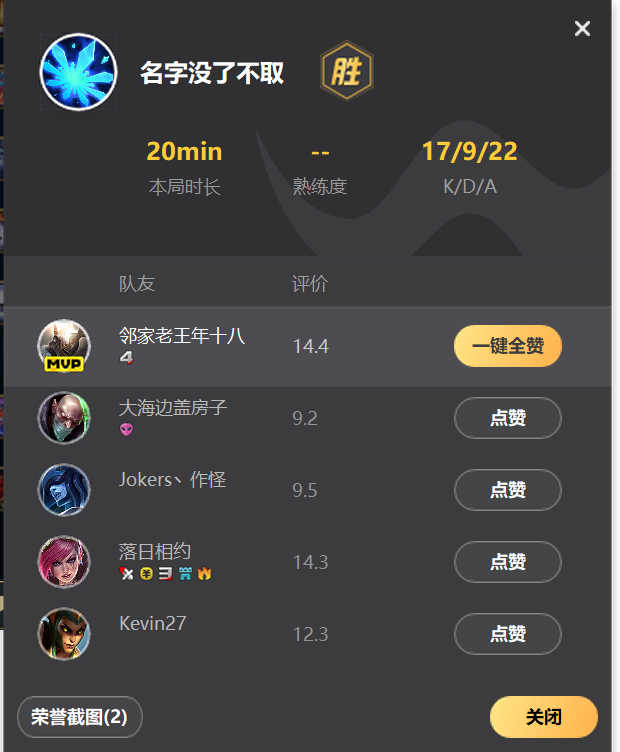 名字没了不取 胜
20min -- 17/9/22
本局时长 熟练度 K/D/A
队友 评价
邻家老王年十八 14.4 一键全赞
MVP 4
大海边盖房子 9.2 点赞
Jokers丶作怪 9.5 点赞
落日相约 14.3 点赞
Kevin27 12.3 点赞
荣誉截图(2) 关闭